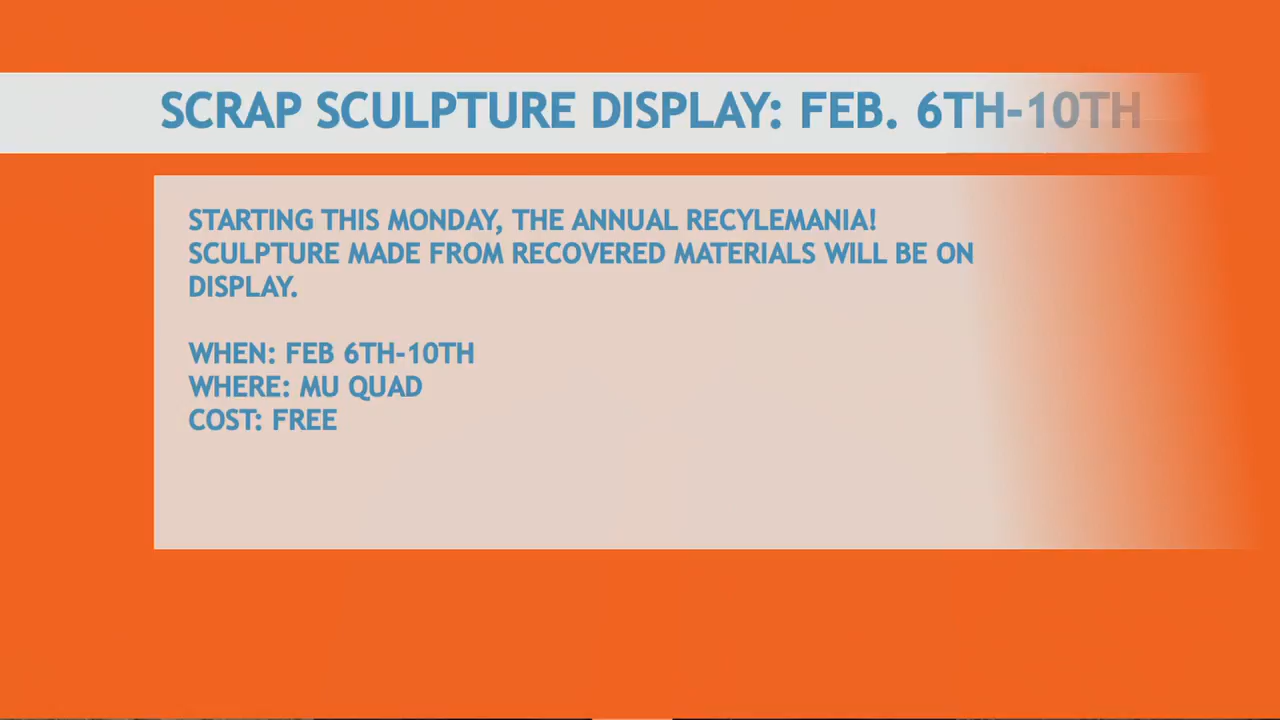 SCRAP SCULPTURE DISPLAY: FEB. 6TH-10TH
STARTING THIS MONDAY, THE ANNUAL RECYLEMANIA!
SCULPTURE MADE FROM RECOVERED MATERIALS WILL BE ON
DISPLAY.
WHEN: FEB 6TH-10TH
WHERE: MU QUAD
COST: FREE